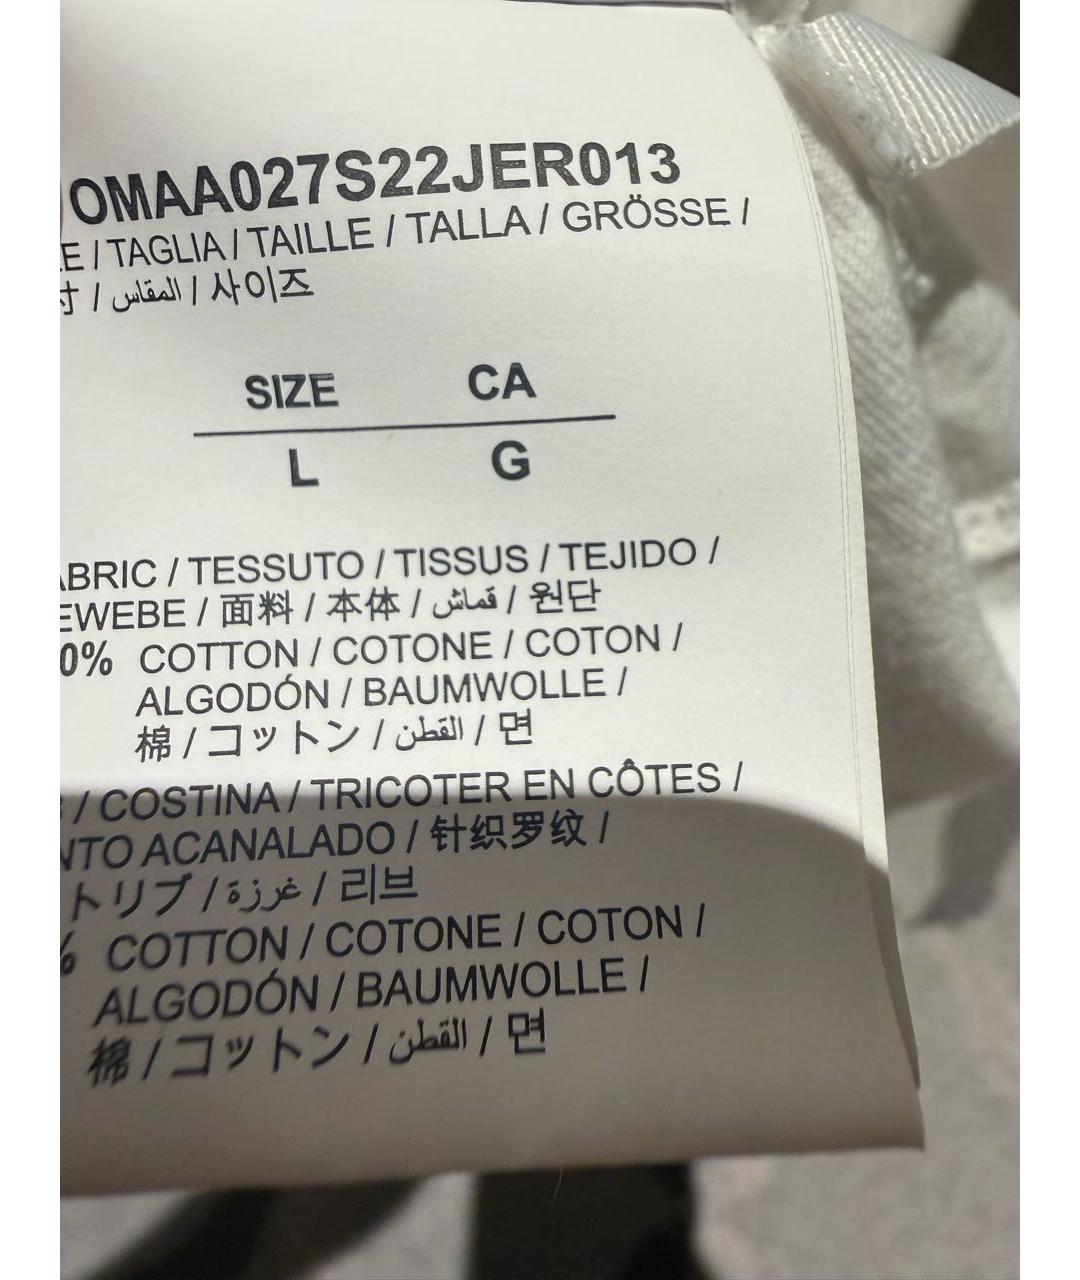 OMAA027S22JER013
E / TAGLIA / TAILLE / TALLA / GRÖSSE /
寸 / المقاس / 사이즈
SIZE CA
L G
ABRIC / TESSUTO / TISSUS / TEJIDO /
EWEBE / 面料 / 本体 / قماش / 원단
0% COTTON / COTONE / COTON /
ALGODÓN / BAUMWOLLE /
棉 / コットン / القطن / 면
/ COSTINA / TRICOTER EN CÔTES /
NTO ACANALADO / 针织罗纹 /
トリブ / غرزة / 리브
% COTTON / COTONE / COTON /
ALGODÓN / BAUMWOLLE /
棉 / コットン / القطن / 면